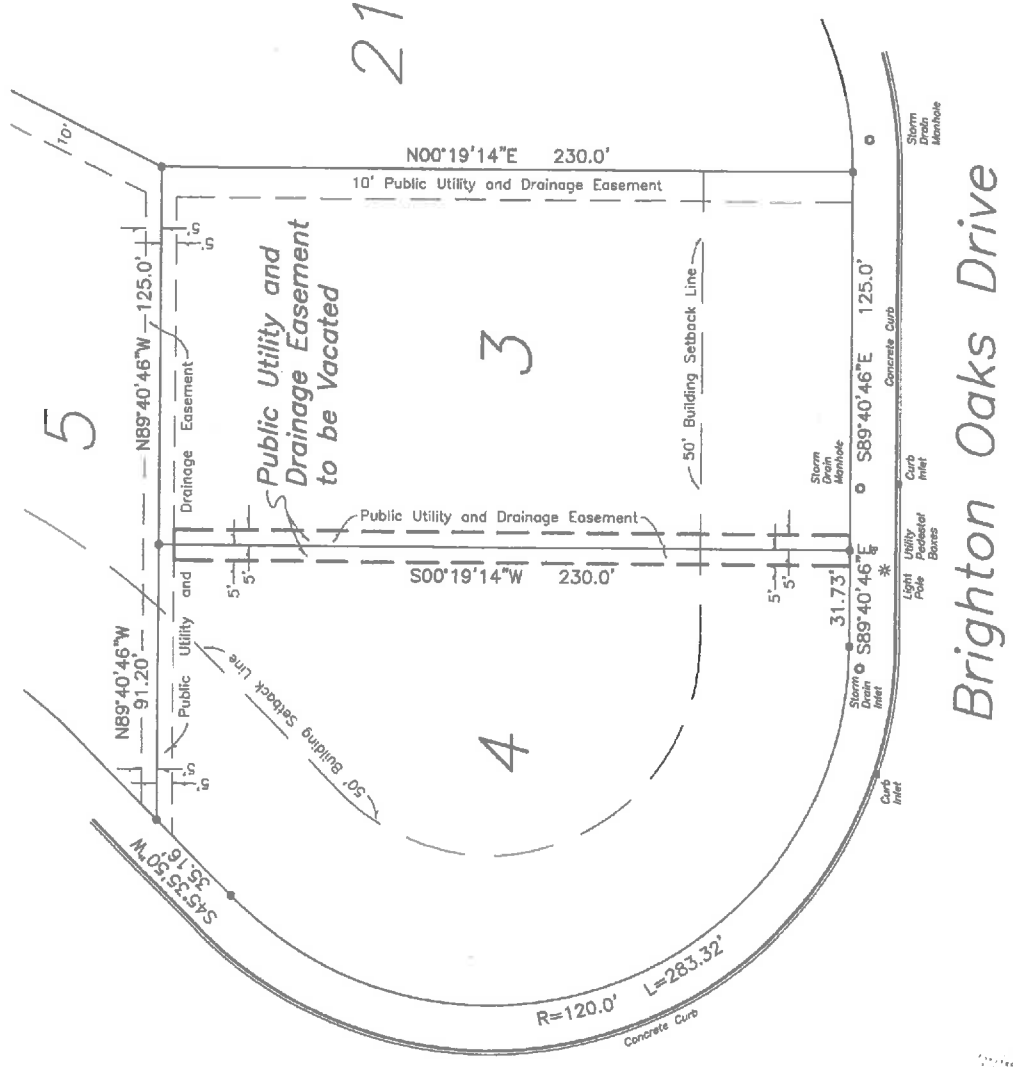 21
10'
N00°19'14"E 230.0'
10' Public Utility and Drainage Easement
5
N89°40'46"W 125.0'
5'
5'
Public Utility and Drainage Easement
Public Utility and
Drainage Easement
to be Vacated
3
50' Building Setback Line
Public Utility and Drainage Easement
S00°19'14"W 230.0'
5'
5'
5'
5'
N89°40'46"W
91.20'
5'
5'
50' Building Setback Line
4
S45°35'50"W
35.16'
R=120.0' L=283.32'
Concrete Curb
31.73'
S89°40'46"E
S89°40'46"E 125.0'
Concrete Curb
Storm
Drain
Manhole
Storm
Drain
Manhole
Storm
Drain
Inlet
Curb
Inlet
Curb
Inlet
Light
Pole
Utility
Pedestal
Boxes
Brighton Oaks Drive